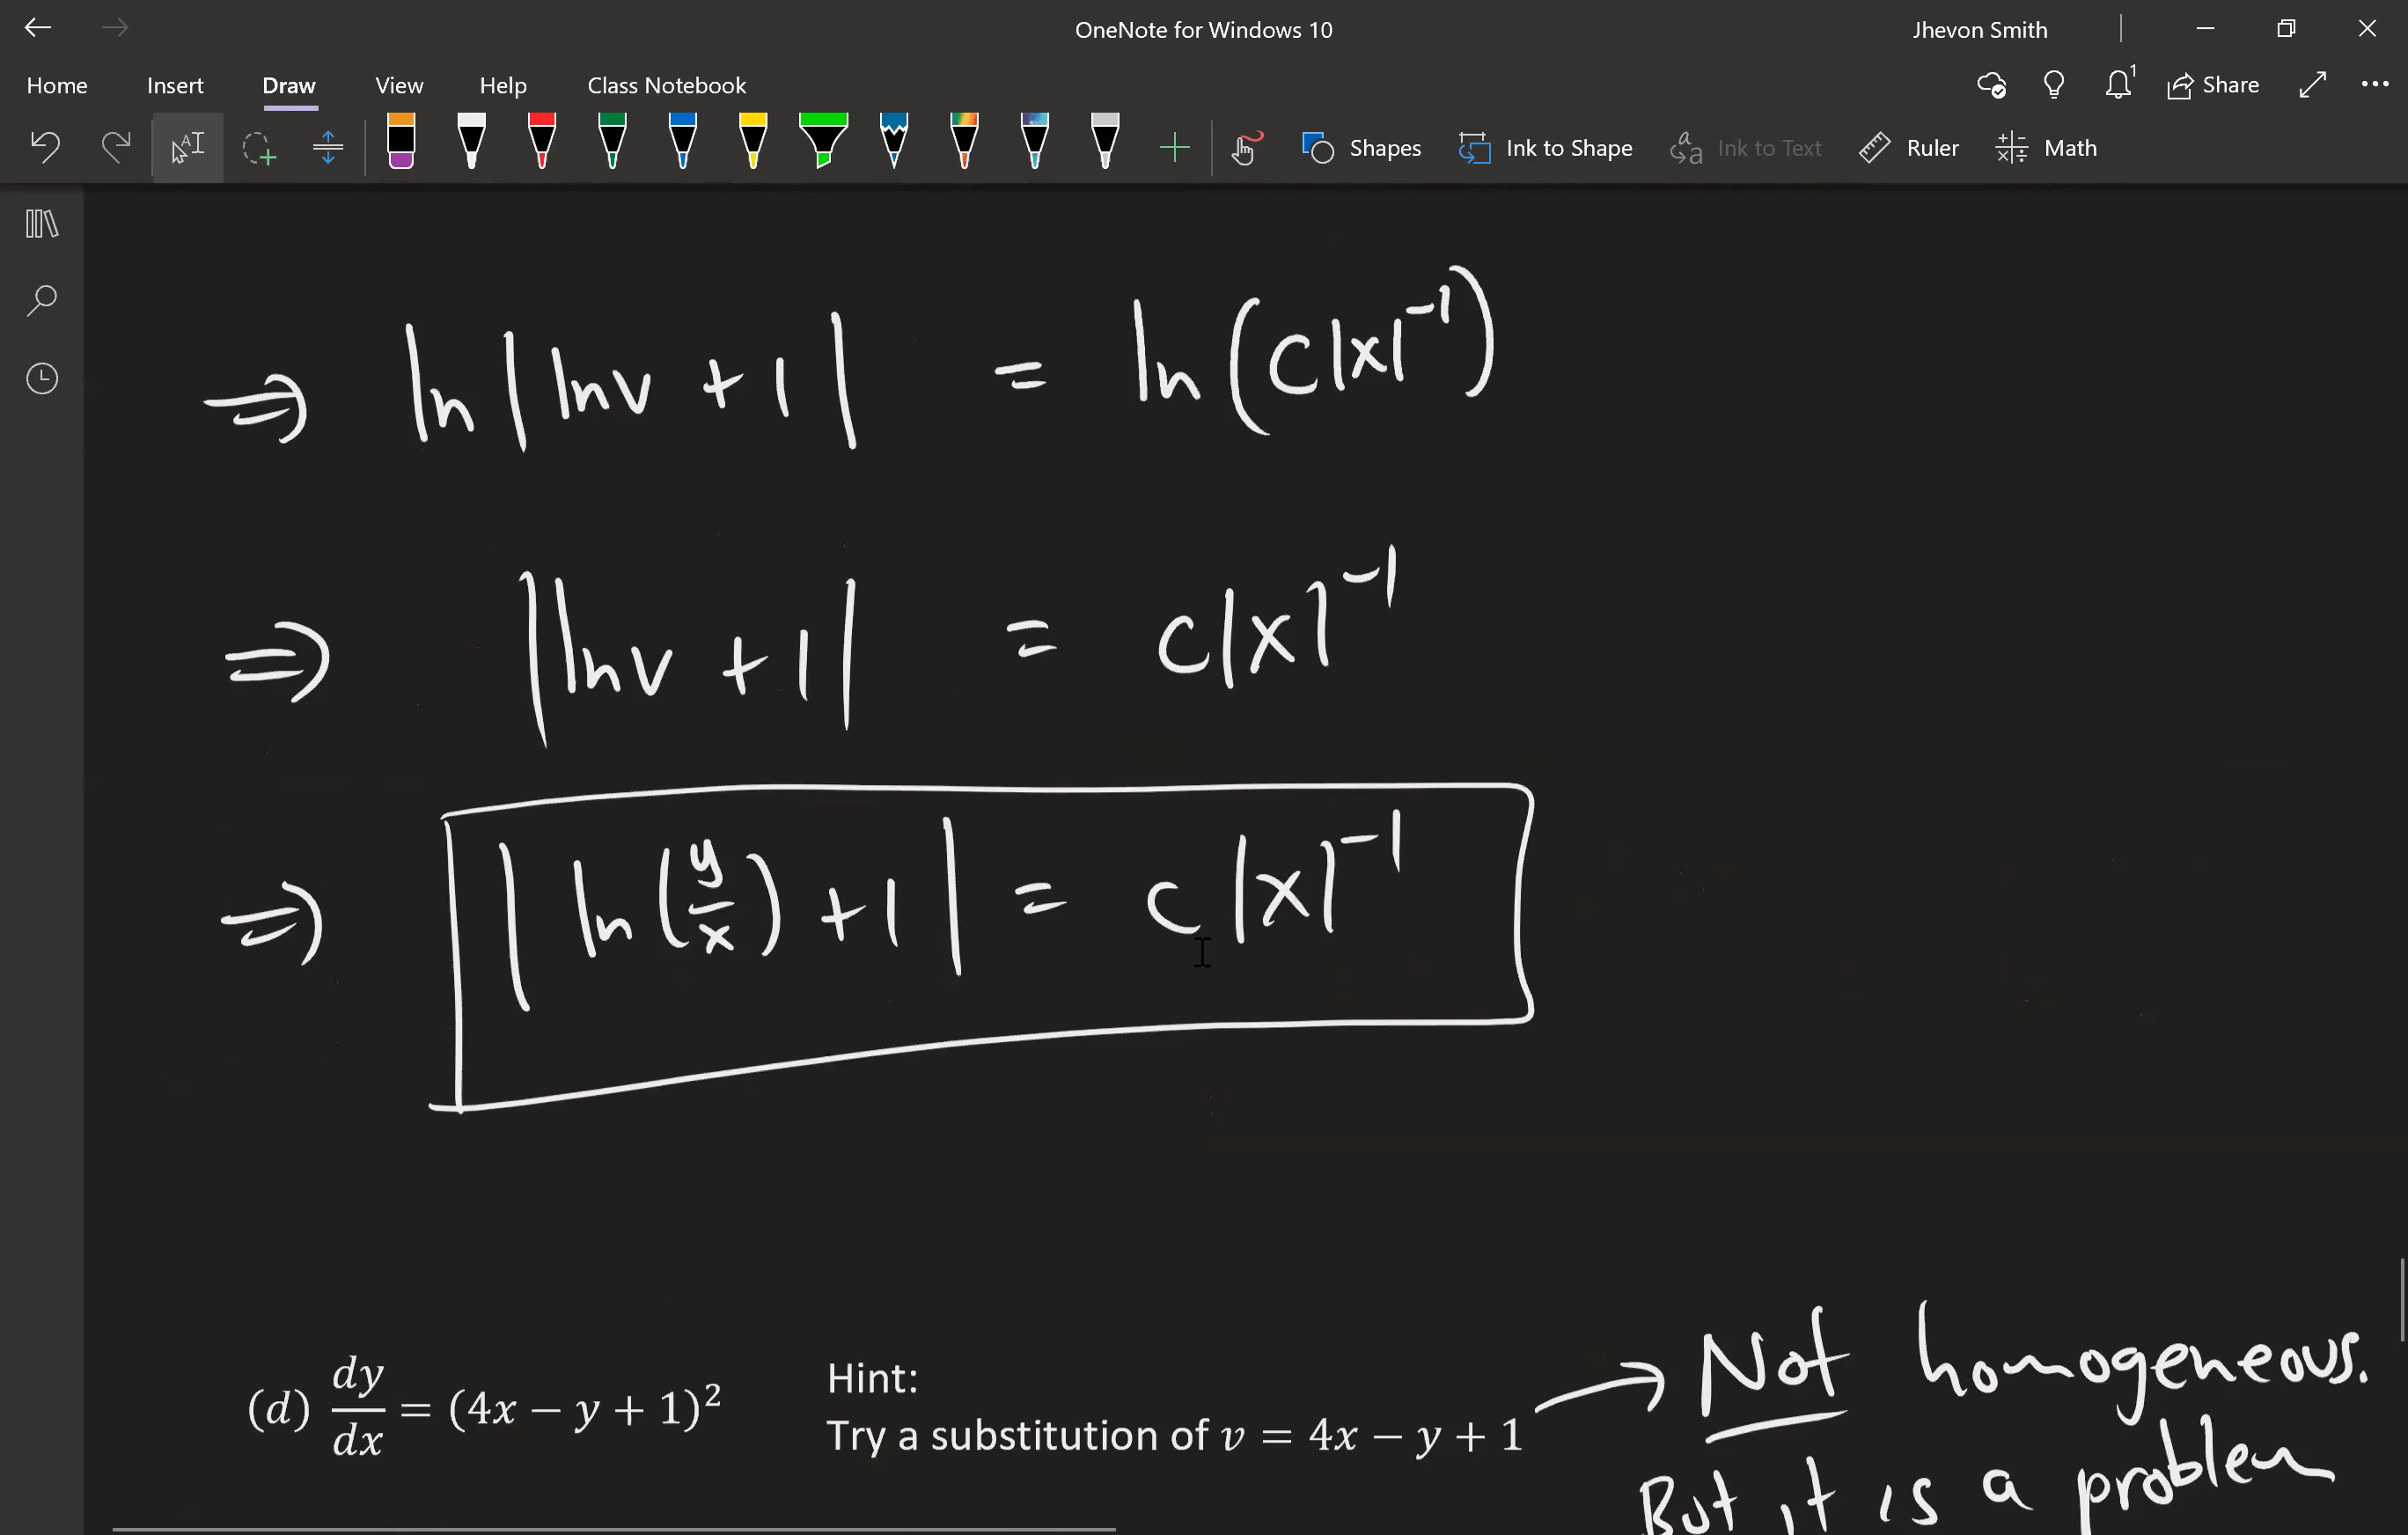 OneNote for Windows 10
Jhevon Smith
Home Insert Draw View Help Class Notebook
1 Share
Shapes Ink to Shape Ink to Text Ruler Math
⇒ ln|lnv + 1| = ln(C|x|⁻¹)
⇒ |lnv + 1| = C|x|⁻¹
⇒ |ln(y/x) + 1| = C|x|⁻¹
(d) dy/dx = (4x − y + 1)²
Hint:
Try a substitution of v = 4x − y + 1
→ Not homogeneous.
But it is a problem